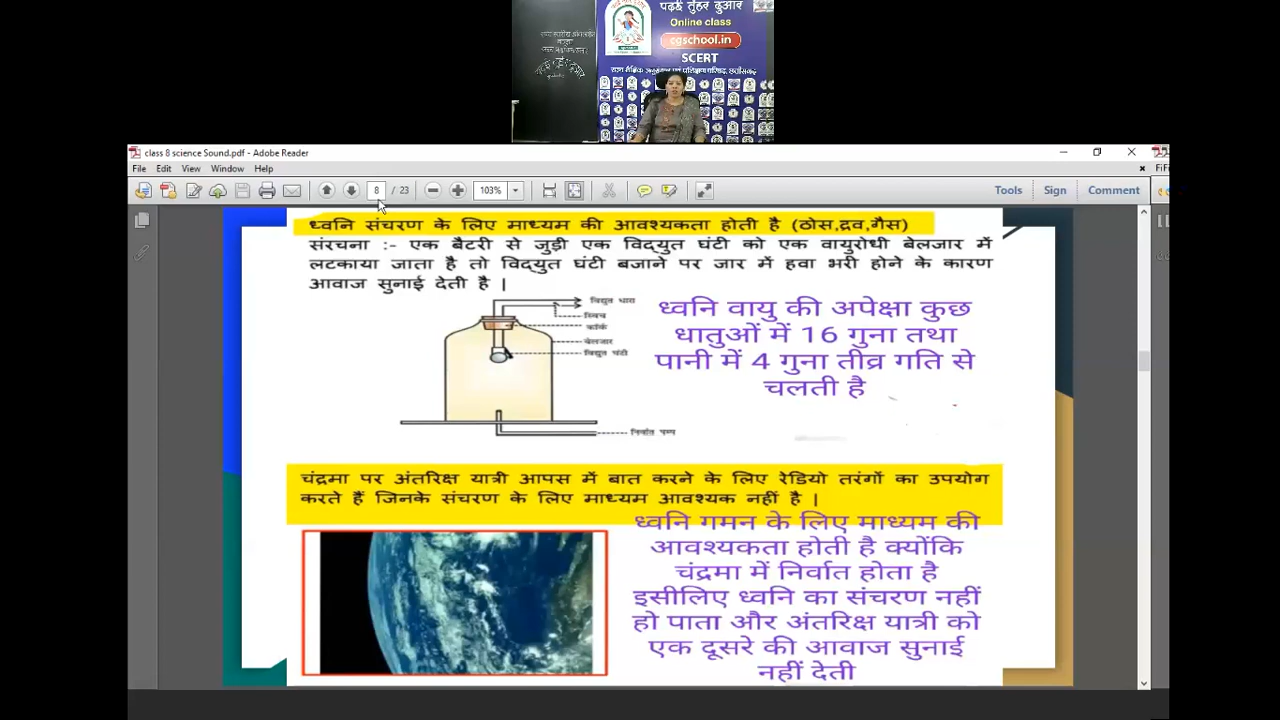 पढ़ई तुंहर दुआर
Online class
cgschool.in
SCERT
class 8 science Sound.pdf - Adobe Reader
File Edit View Window Help
8 / 23 103% Tools Sign Comment
ध्वनि संचरण के लिए माध्यम की आवश्यकता होती है (ठोस,द्रव,गैस)
संरचना :- एक बैटरी से जुड़ी एक विद्युत घंटी को एक वायुरोधी बेलजार में
लटकाया जाता है तो विद्युत घंटी बजाने पर जार में हवा भरी होने के कारण
आवाज सुनाई देती है |
विद्युत धारा
स्विच
कॉर्क
बेलजार
विद्युत घंटी
निर्वात पम्प
ध्वनि वायु की अपेक्षा कुछ
धातुओं में 16 गुना तथा
पानी में 4 गुना तीव्र गति से
चलती है
चंद्रमा पर अंतरिक्ष यात्री आपस में बात करने के लिए रेडियो तरंगों का उपयोग
करते हैं जिनके संचरण के लिए माध्यम आवश्यक नहीं है |
ध्वनि गमन के लिए माध्यम की
आवश्यकता होती है क्योंकि
चंद्रमा में निर्वात होता है
इसीलिए ध्वनि का संचरण नहीं
हो पाता और अंतरिक्ष यात्री को
एक दूसरे की आवाज सुनाई
नहीं देती